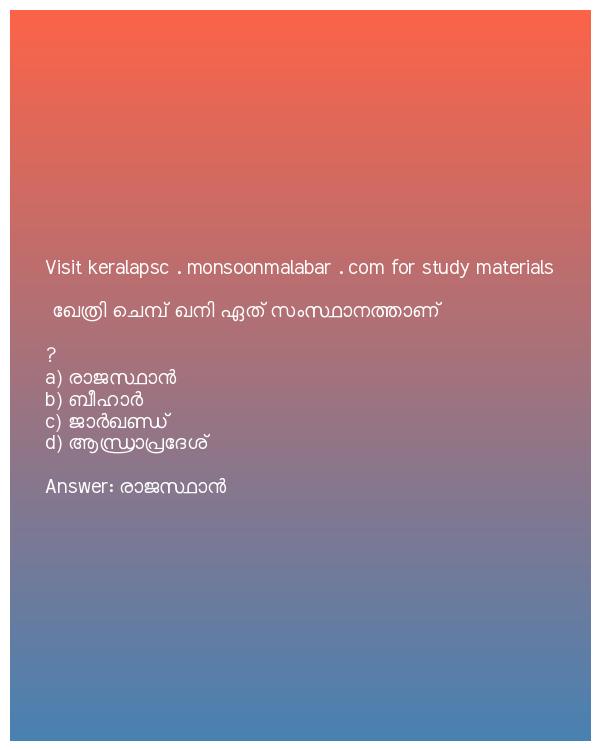 Visit keralapsc . monsoonmalabar . com for study materials
ഖേത്രി ചെമ്പ് ഖനി ഏത് സംസ്ഥാനത്താണ്
?
a) രാജസ്ഥാൻ
b) ബീഹാർ
c) ജാർഖണ്ഡ്
d) ആന്ധ്രാപ്രദേശ്
Answer: രാജസ്ഥാൻ